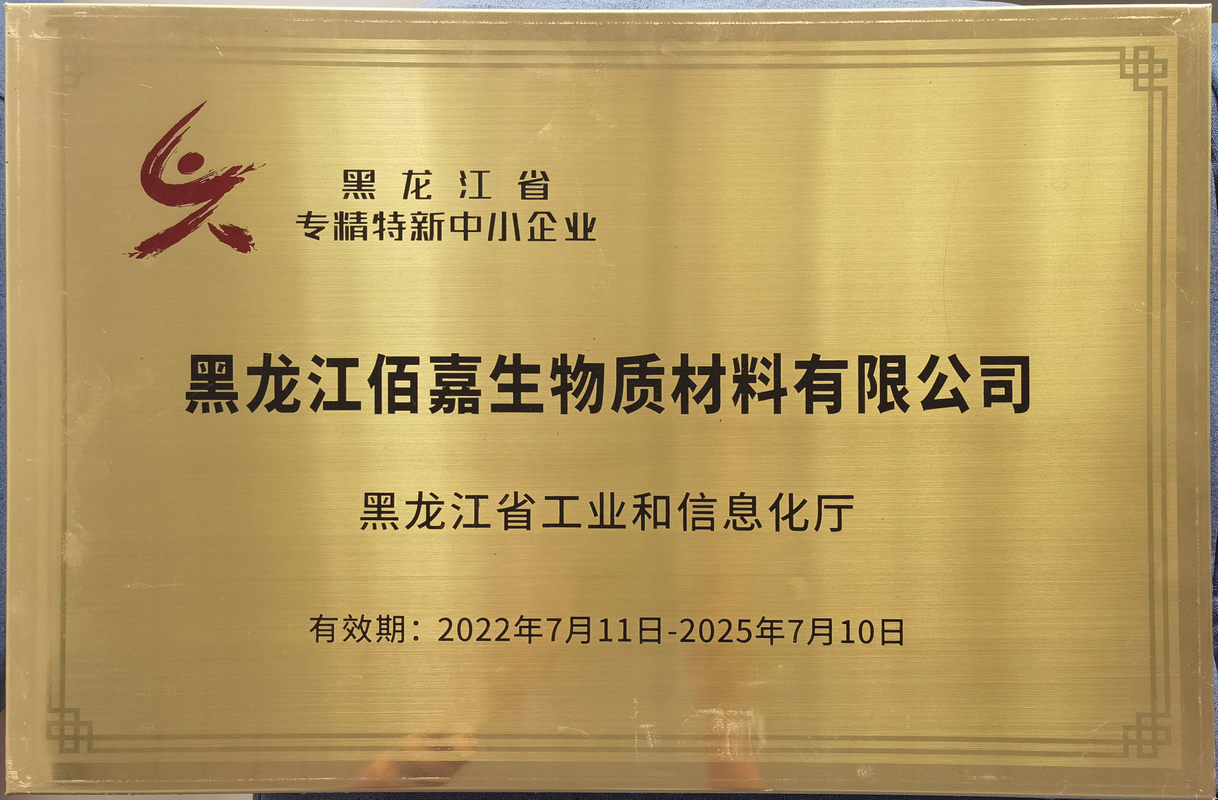 黑龙江省
专精特新中小企业
黑龙江佰嘉生物质材料有限公司
黑龙江省工业和信息化厅
有效期：2022年7月11日-2025年7月10日